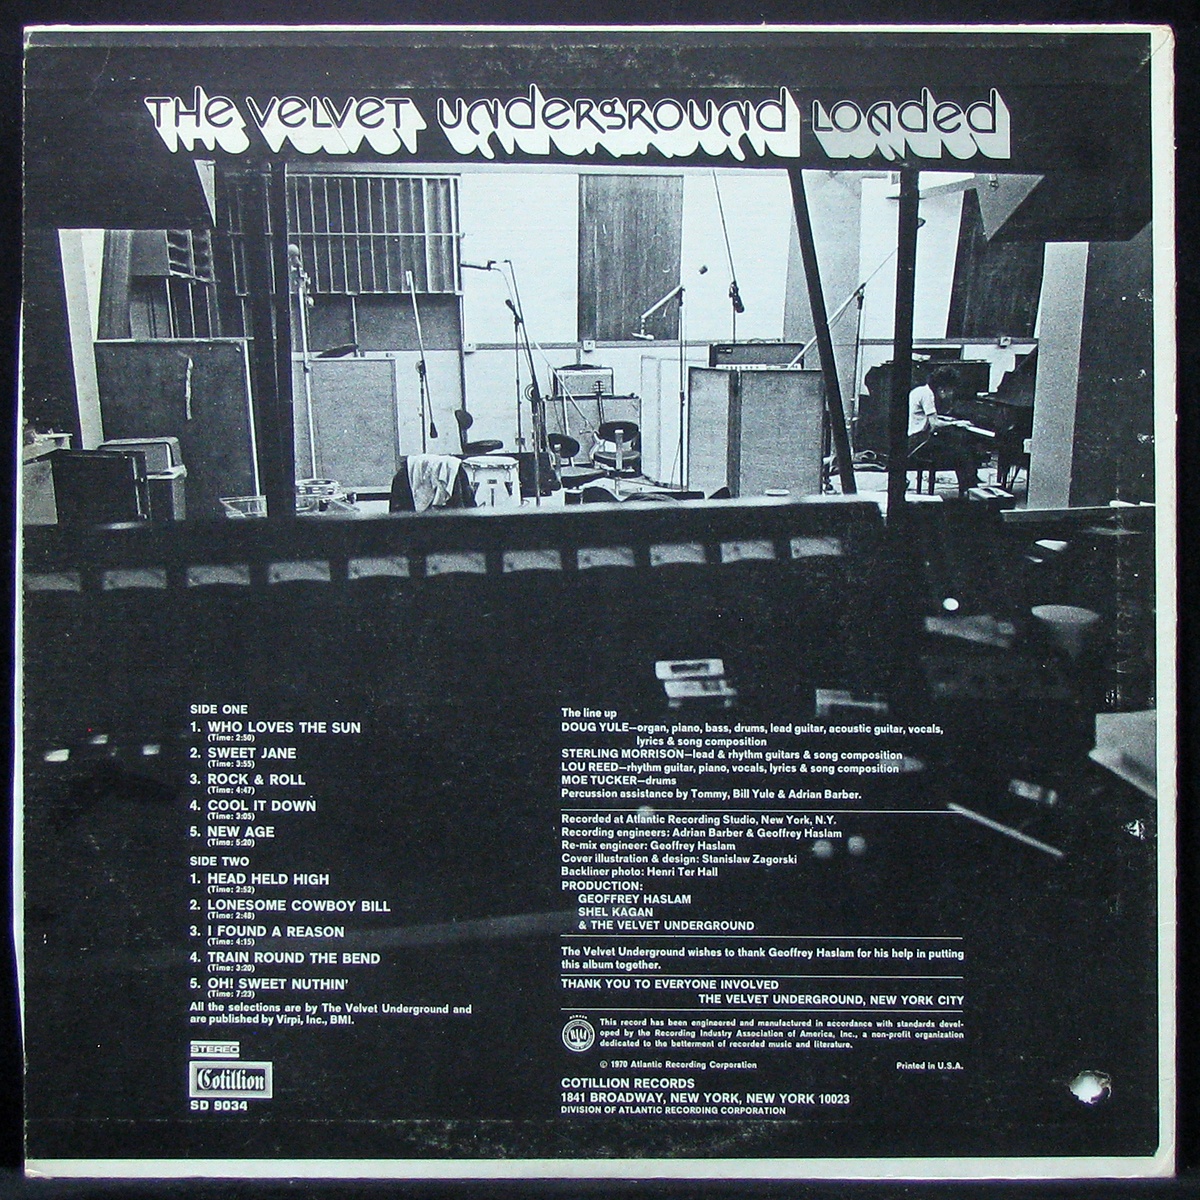 THE VELVET UNDERGROUND LOADED
SIDE ONE
1. WHO LOVES THE SUN
(Time: 2:50)
2. SWEET JANE
(Time: 3:55)
3. ROCK & ROLL
(Time: 4:47)
4. COOL IT DOWN
(Time: 3:05)
5. NEW AGE
(Time: 5:20)
SIDE TWO
1. HEAD HELD HIGH
(Time: 2:52)
2. LONESOME COWBOY BILL
(Time: 2:48)
3. I FOUND A REASON
(Time: 4:15)
4. TRAIN ROUND THE BEND
(Time: 3:20)
5. OH! SWEET NUTHIN'
(Time: 7:23)
All the selections are by The Velvet Underground and
are published by Virpi, Inc., BMI.
STEREO
Cotillion
SD 9034
The line up
DOUG YULE—organ, piano, bass, drums, lead guitar, acoustic guitar, vocals,
lyrics & song composition
STERLING MORRISON—lead & rhythm guitars & song composition
LOU REED—rhythm guitar, piano, vocals, lyrics & song composition
MOE TUCKER—drums
Percussion assistance by Tommy, Bill Yule & Adrian Barber.
Recorded at Atlantic Recording Studio, New York, N.Y.
Recording engineers: Adrian Barber & Geoffrey Haslam
Re-mix engineer: Geoffrey Haslam
Cover illustration & design: Stanislaw Zagorski
Backliner photo: Henri Ter Hall
PRODUCTION:
GEOFFREY HASLAM
SHEL KAGAN
& THE VELVET UNDERGROUND
The Velvet Underground wishes to thank Geoffrey Haslam for his help in putting
this album together.
THANK YOU TO EVERYONE INVOLVED
THE VELVET UNDERGROUND, NEW YORK CITY
RIAA
This record has been engineered and manufactured in accordance with standards devel-
oped by the Recording Industry Association of America, Inc., a non-profit organization
dedicated to the betterment of recorded music and literature.
© 1970 Atlantic Recording Corporation Printed in U.S.A.
COTILLION RECORDS
1841 BROADWAY, NEW YORK, NEW YORK 10023
DIVISION OF ATLANTIC RECORDING CORPORATION